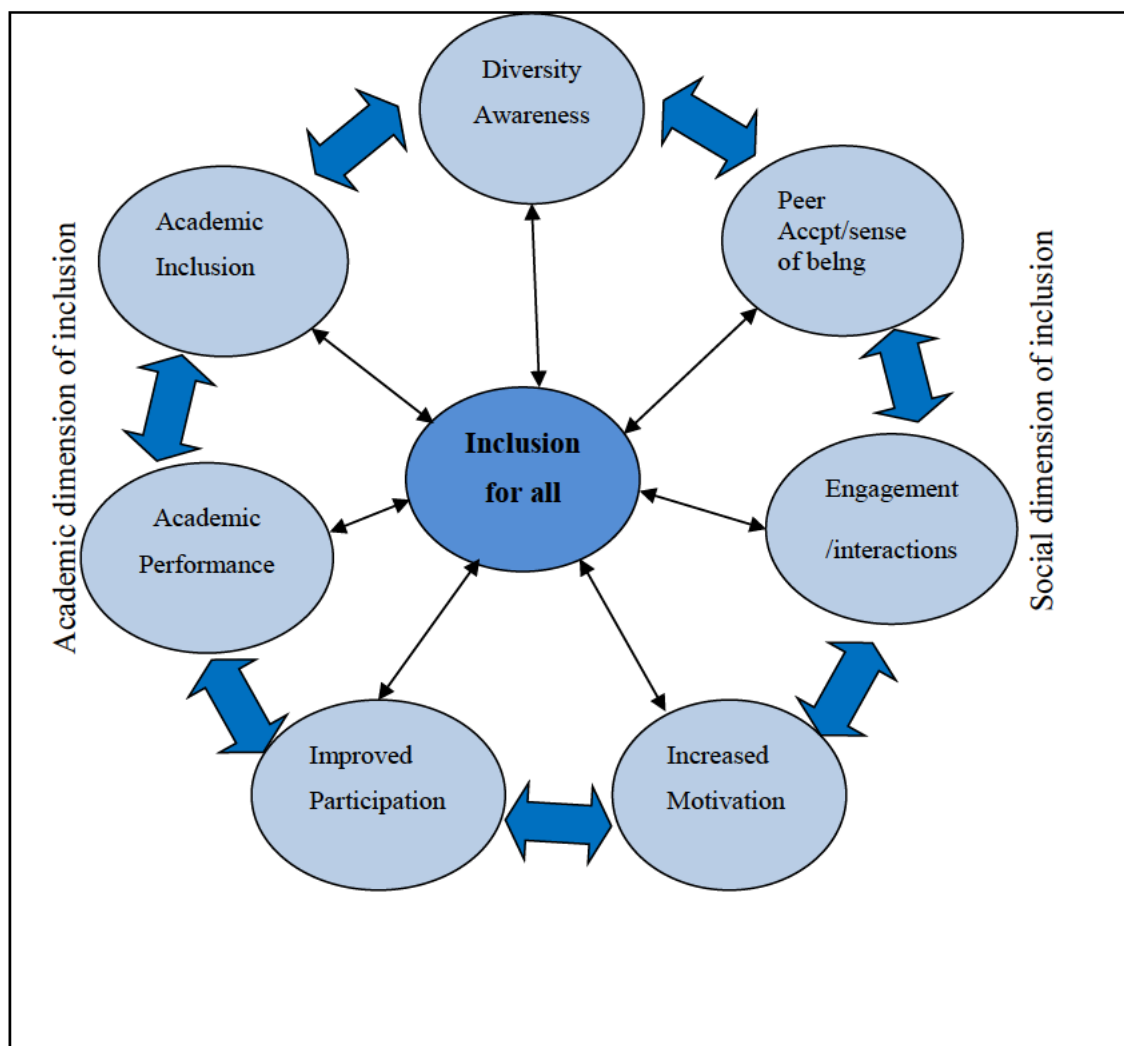 Diversity
Awareness
Academic
Inclusion
Peer
Accpt/sense
of belng
Academic dimension of inclusion
Social dimension of inclusion
Inclusion
for all
Academic
Performance
Engagement
/interactions
Improved
Participation
Increased
Motivation